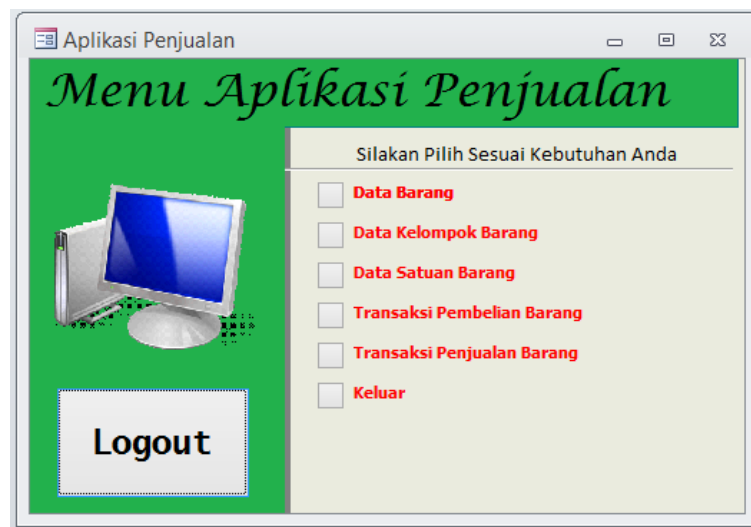 Aplikasi Penjualan
Menu Aplikasi Penjualan
Silakan Pilih Sesuai Kebutuhan Anda
Data Barang
Data Kelompok Barang
Data Satuan Barang
Transaksi Pembelian Barang
Transaksi Penjualan Barang
Keluar
Logout